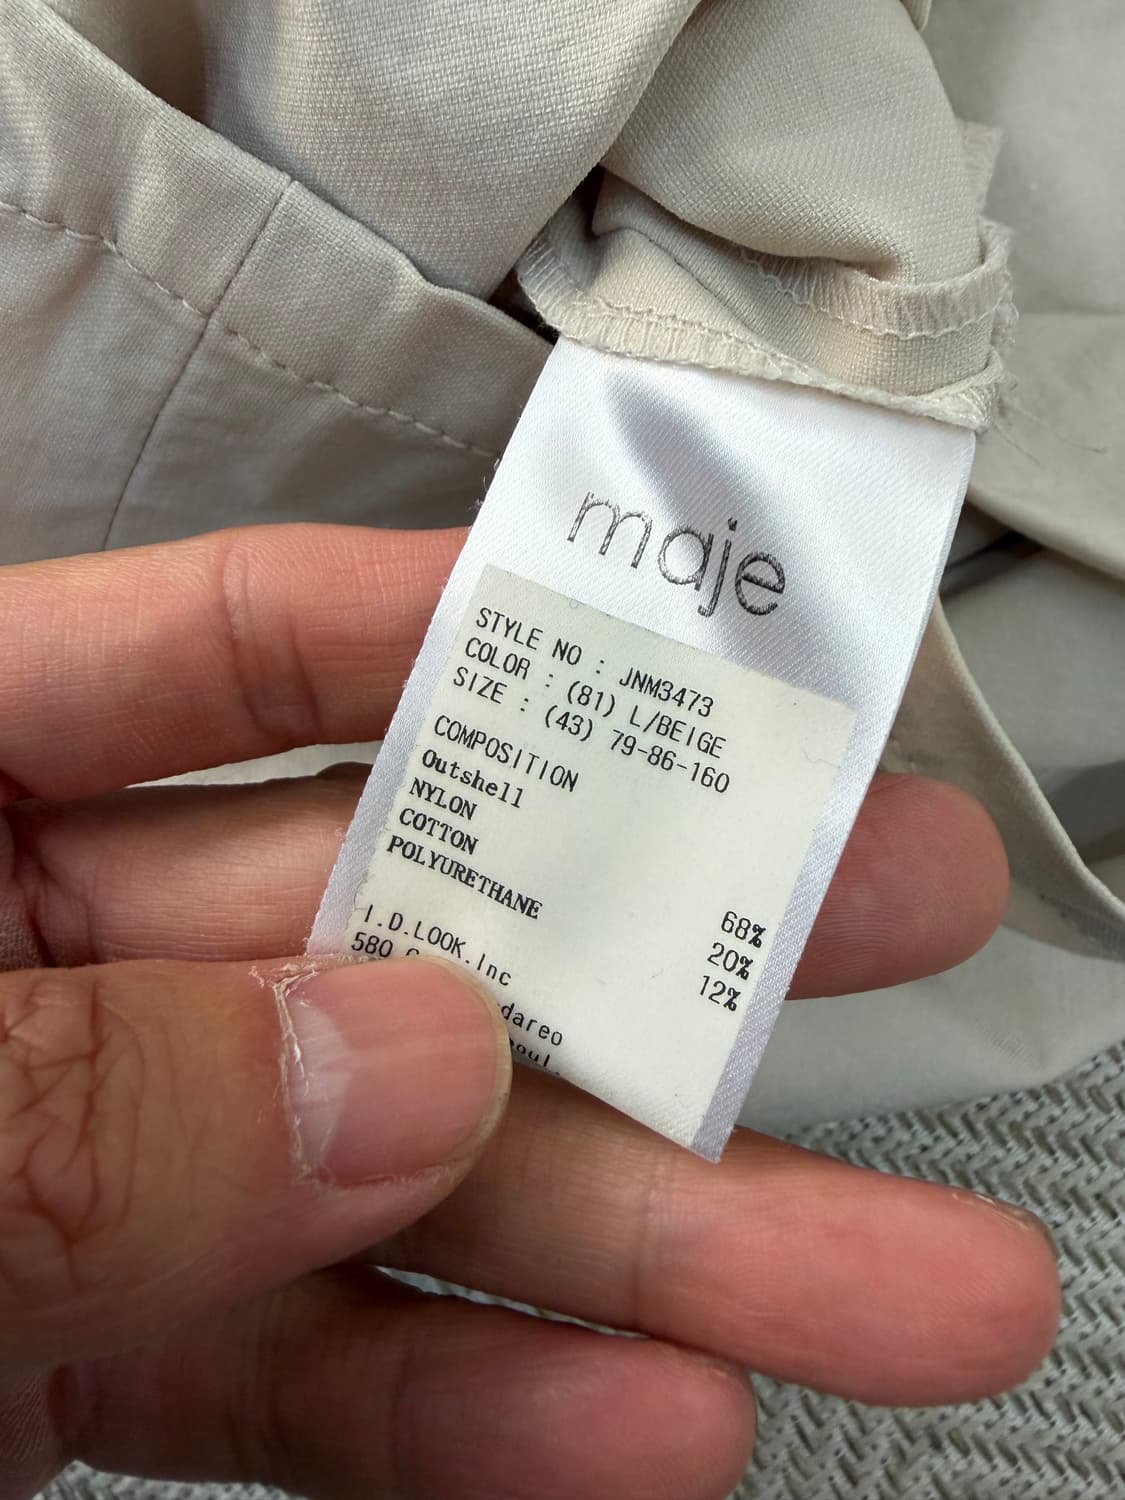 maje
STYLE NO : JNM3473
COLOR : (81) L/BEIGE
SIZE : (43) 79-86-160
COMPOSITION
Outshell
NYLON 68%
COTTON 20%
POLYURETHANE 12%
I.D.LOOK.Inc
580